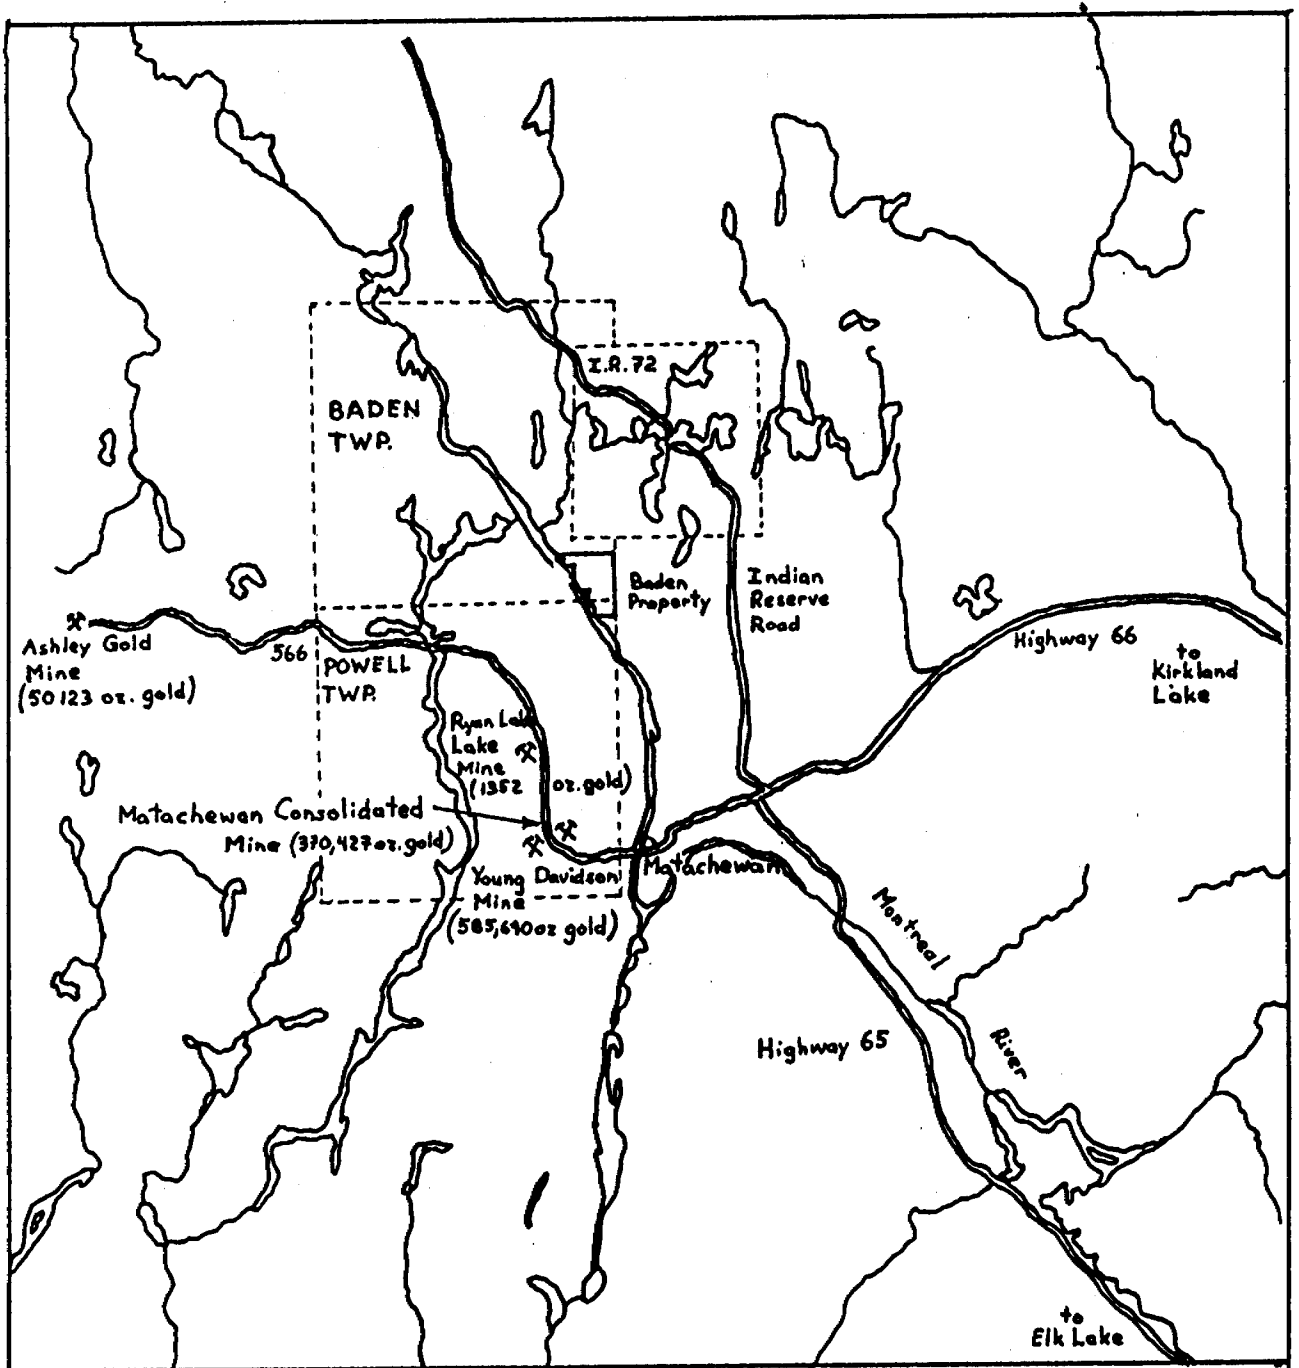 I.R. 72
BADEN
TWP.
Baden
Property
Indian
Reserve
Road
Highway 66
to
Kirkland
Lake
Ashley Gold
Mine
(50123 oz. gold)
566
POWELL
TWP.
Ryan Lake
Lake
Mine
(1352 oz. gold)
Matachewan Consolidated
Mine (370,427 oz. gold)
Matachewan
Young Davidson
Mine
(585,690 oz gold)
Montreal
River
Highway 65
to
Elk Lake